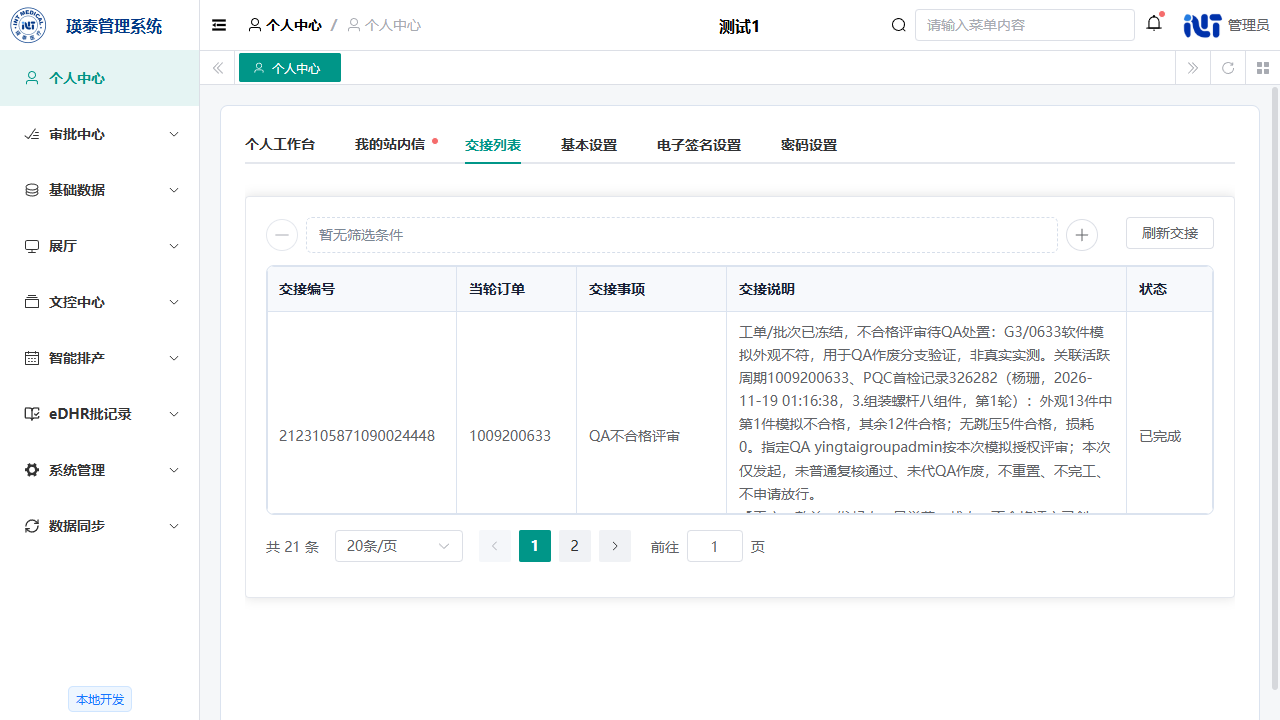 瑛泰管理系统
个人中心 / 个人中心
测试1
请输入菜单内容
管理员
个人中心
个人中心
审批中心
基础数据
展厅
文控中心
智能排产
eDHR批记录
系统管理
数据同步
本地开发
个人工作台
我的站内信
交接列表
基本设置
电子签名设置
密码设置
暂无筛选条件
刷新交接
交接编号
当轮订单
交接事项
交接说明
状态
2123105871090024448
1009200633
QA不合格评审
工单/批次已冻结，不合格评审待QA处置：G3/0633软件模
拟外观不符，用于QA作废分支验证，非真实实测。关联活跃
周期1009200633、PQC首检记录326282（杨珊，2026-
11-19 01:16:38，3.组装螺杆八组件，第1轮）：外观13件中
第1件模拟不合格，其余12件合格；无跳压5件合格，损耗
0。指定QA yingtaigroupadmin按本次模拟授权评审；本次
仅发起，未普通复核通过、未代QA作废，不重置、不完工、
不申请放行。
已完成
共 21 条
20条/页
1
2
前往
1
页